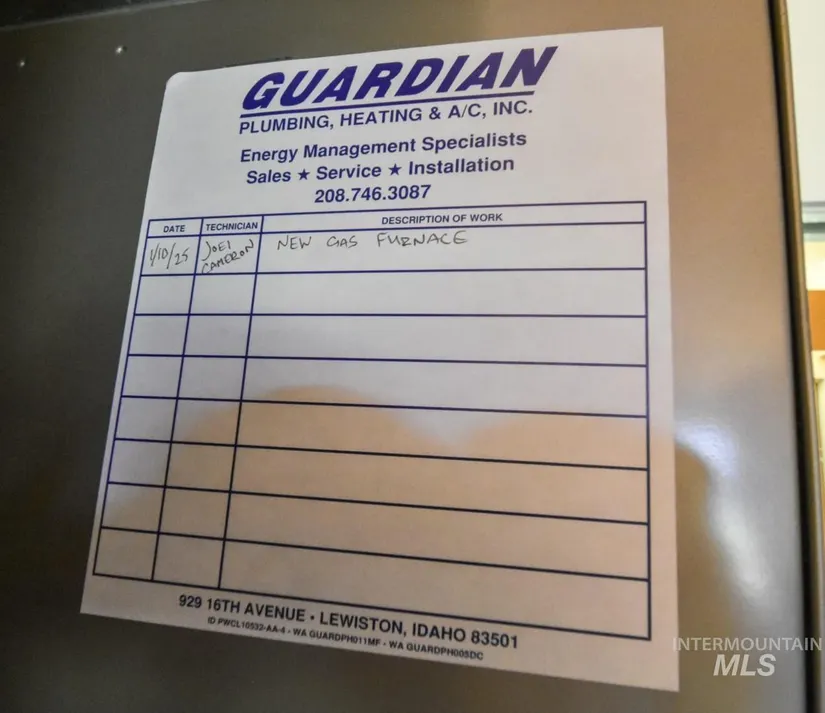 GUARDIAN
PLUMBING, HEATING & A/C, INC.
Energy Management Specialists
Sales ★ Service ★ Installation
208.746.3087
DATE TECHNICIAN DESCRIPTION OF WORK
1/10/25 JOEL CAMERON NEW GAS FURNACE
929 16TH AVENUE • LEWISTON, IDAHO 83501
ID PWCL10532-AA-4 - WA GUARDPH011MF - WA GUARDPH005DC
INTERMOUNTAIN
MLS